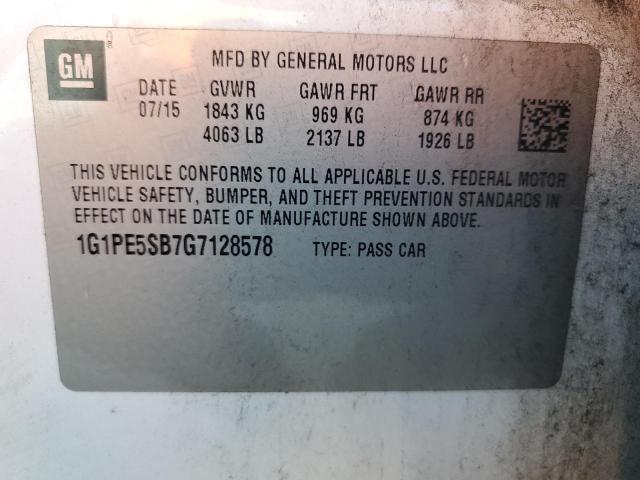 GM
MFD BY GENERAL MOTORS LLC
DATE GVWR GAWR FRT GAWR RR
07/15 1843 KG 969 KG 874 KG
4063 LB 2137 LB 1926 LB
THIS VEHICLE CONFORMS TO ALL APPLICABLE U.S. FEDERAL MOTOR
VEHICLE SAFETY, BUMPER, AND THEFT PREVENTION STANDARDS IN
EFFECT ON THE DATE OF MANUFACTURE SHOWN ABOVE.
1G1PE5SB7G7128578 TYPE: PASS CAR